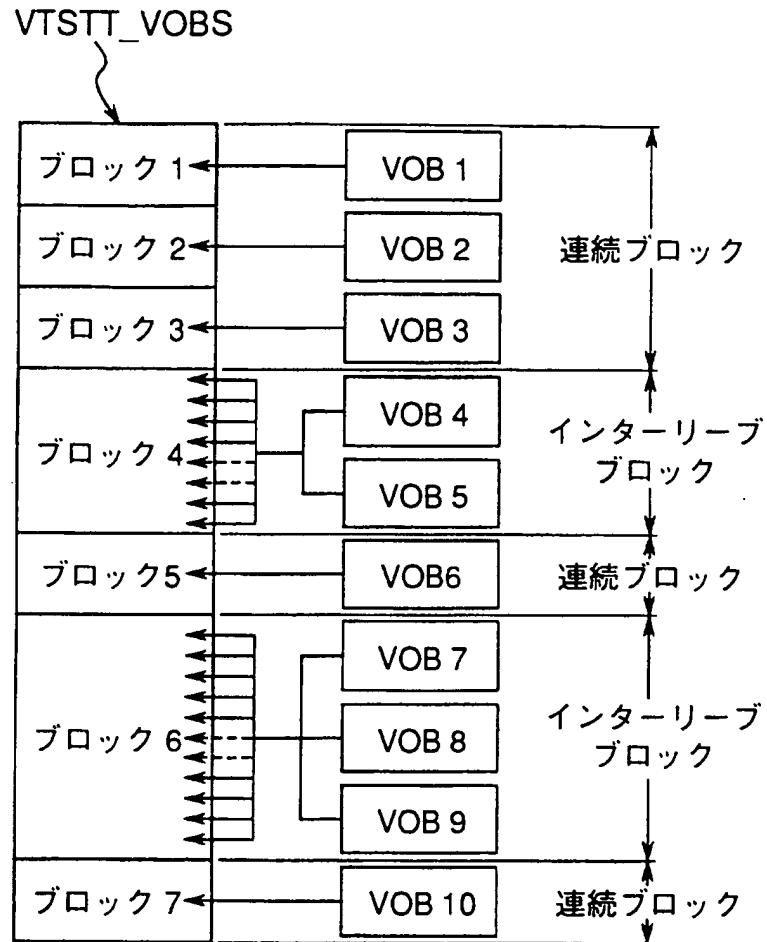 VTSTT_VOBS
ブロック 1
VOB 1
ブロック 2
VOB 2
連続ブロック
ブロック 3
VOB 3
ブロック 4
VOB 4
VOB 5
インターリーブ
ブロック
ブロック5
VOB6
連続ブロック
ブロック 6
VOB 7
VOB 8
VOB 9
インターリーブ
ブロック
ブロック 7
VOB 10
連続ブロック